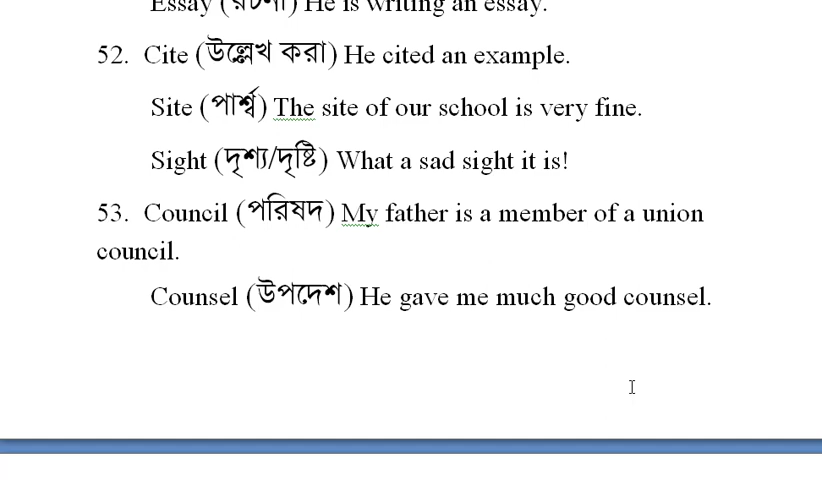 Essay (রচনা) He is writing an essay.
52. Cite (উল্লেখ করা) He cited an example.
Site (পার্শ্ব) The site of our school is very fine.
Sight (দৃশ্য/দৃষ্টি) What a sad sight it is!
53. Council (পরিষদ) My father is a member of a union
council.
Counsel (উপদেশ) He gave me much good counsel.